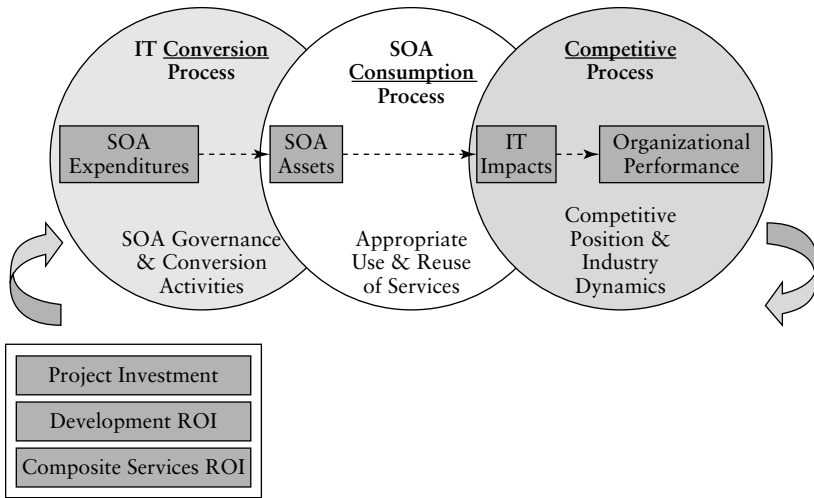 IT Conversion
Process
SOA
Consumption
Process
Competitive
Process
SOA
Expenditures
SOA
Assets
IT
Impacts
Organizational
Performance
SOA Governance
& Conversion
Activities
Appropriate
Use & Reuse
of Services
Competitive
Position &
Industry
Dynamics
Project Investment
Development ROI
Composite Services ROI